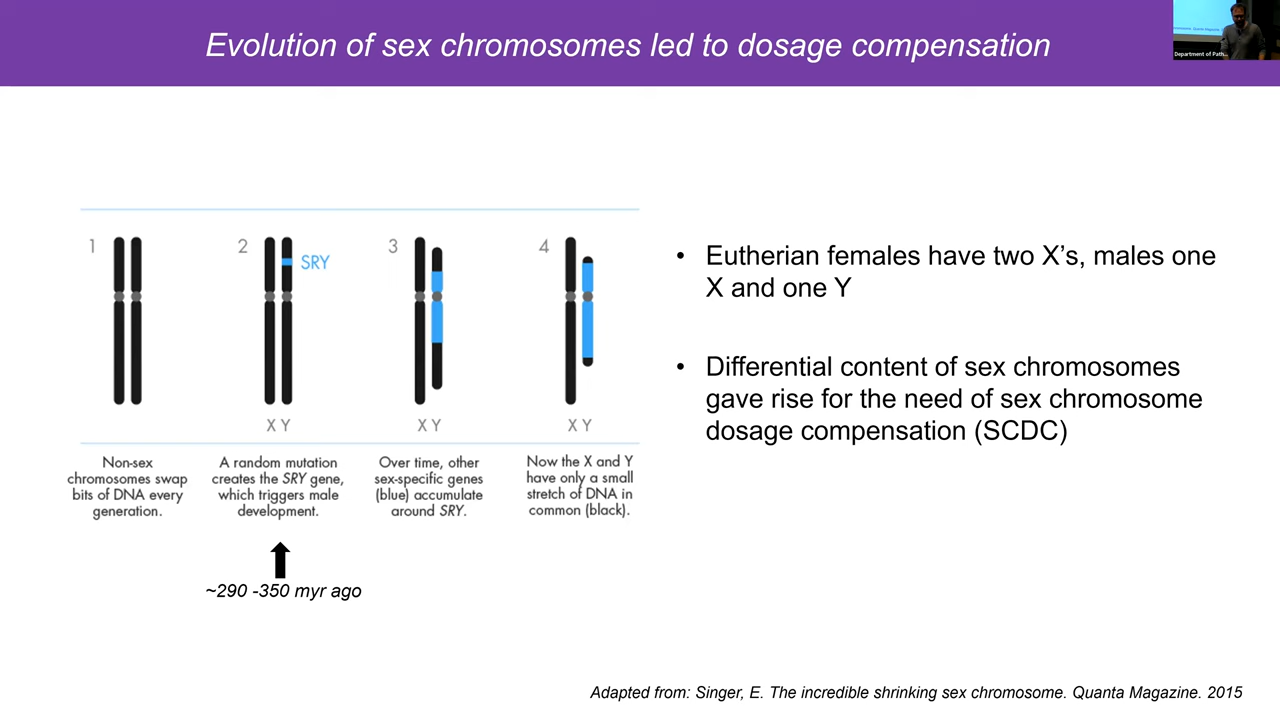 Evolution of sex chromosomes led to dosage compensation
Department of Path...
1
2
SRY
3
4
X Y
X Y
X Y
Non-sex
chromosomes swap
bits of DNA every
generation.
A random mutation
creates the SRY gene,
which triggers male
development.
Over time, other
sex-specific genes
(blue) accumulate
around SRY.
Now the X and Y
have only a small
stretch of DNA in
common (black).
~290 -350 myr ago
• Eutherian females have two X’s, males one
X and one Y
• Differential content of sex chromosomes
gave rise for the need of sex chromosome
dosage compensation (SCDC)
Adapted from: Singer, E. The incredible shrinking sex chromosome. Quanta Magazine. 2015